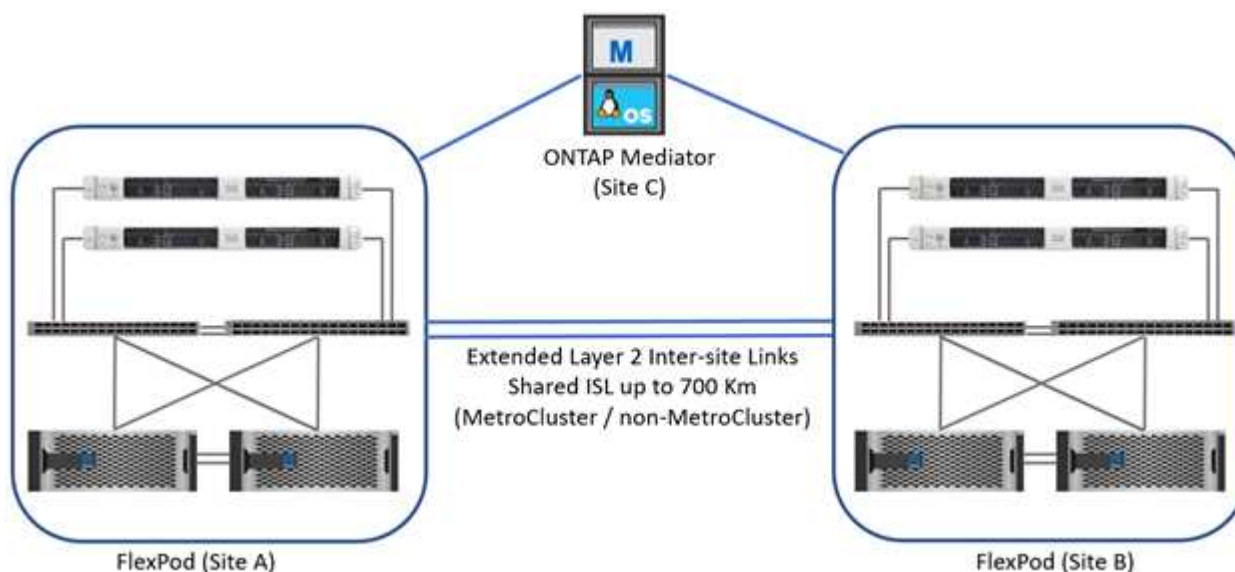 M
OS
ONTAP Mediator
(Site C)
Extended Layer 2 Inter-site Links
Shared ISL up to 700 Km
(MetroCluster / non-MetroCluster)
FlexPod (Site A)
FlexPod (Site B)